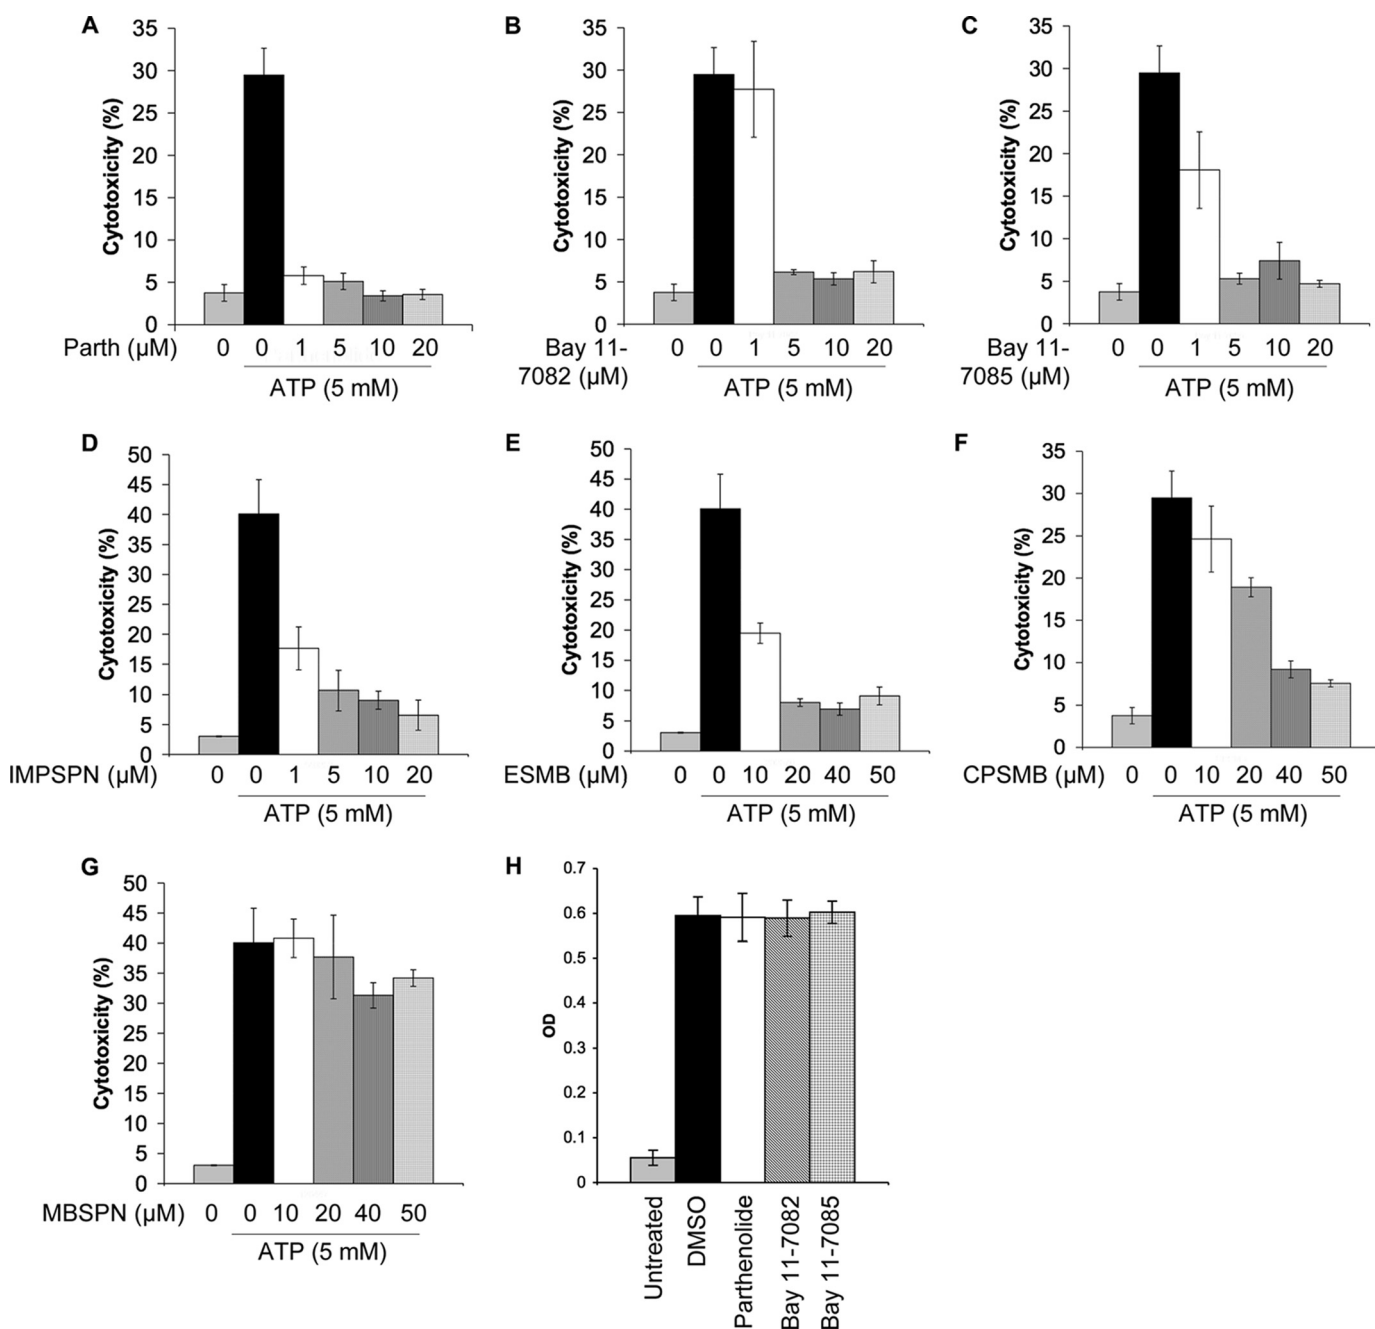 A
Cytotoxicity (%)
35
30
25
20
15
10
5
0
Parth (µM) 0 0 1 5 10 20
ATP (5 mM)
B
Cytotoxicity (%)
35
30
25
20
15
10
5
0
Bay 11-
7082 (µM) 0 0 1 5 10 20
ATP (5 mM)
C
Cytotoxicity (%)
35
30
25
20
15
10
5
0
Bay 11-
7085 (µM) 0 0 1 5 10 20
ATP (5 mM)
D
Cytotoxicity (%)
50
45
40
35
30
25
20
15
10
5
0
IMPSPN (µM) 0 0 1 5 10 20
ATP (5 mM)
E
Cytotoxicity (%)
50
45
40
35
30
25
20
15
10
5
0
ESMB (µM) 0 0 10 20 40 50
ATP (5 mM)
F
Cytotoxicity (%)
35
30
25
20
15
10
5
0
CPSMB (µM) 0 0 10 20 40 50
ATP (5 mM)
G
Cytotoxicity (%)
50
45
40
35
30
25
20
15
10
5
0
MBSPN (µM) 0 0 10 20 40 50
ATP (5 mM)
H
OD
0.7
0.6
0.5
0.4
0.3
0.2
0.1
0
Untreated
DMSO
Parthenolide
Bay 11-7082
Bay 11-7085